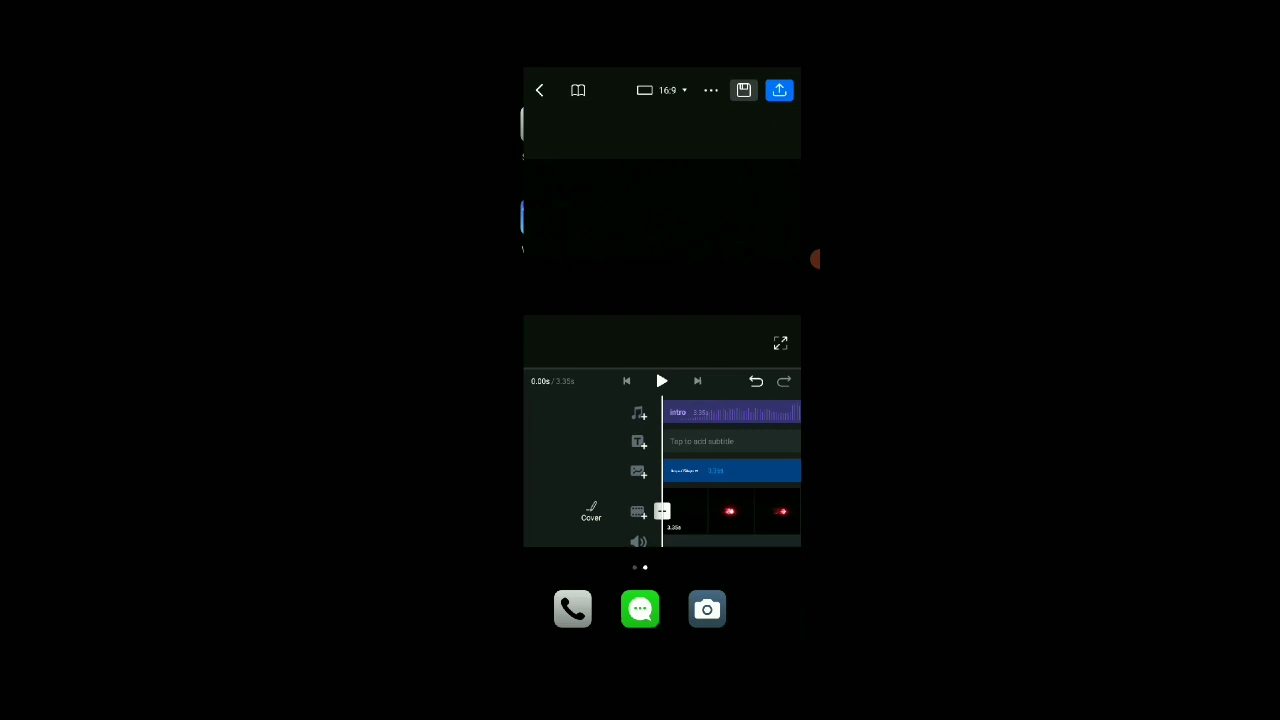 16:9
0.00s / 3.35s
intro 3.35s
Tap to add subtitle
3.35s
Cover
3.35s